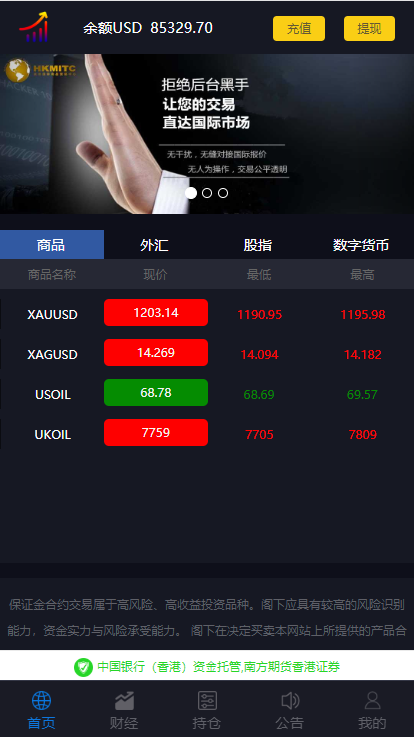 余额USD 85329.70 充值 提现
HKMITC
拒绝后台黑手
让您的交易
直达国际市场
无干扰，无缝对接国际报价
无人为操作，交易公平透明
商品 外汇 股指 数字货币
商品名称 现价 最低 最高
XAUUSD 1203.14 1190.95 1195.98
XAGUSD 14.269 14.094 14.182
USOIL 68.78 68.69 69.57
UKOIL 7759 7705 7809
保证金合约交易属于高风险、高收益投资品种。阁下应具有较高的风险识别
能力，资金实力与风险承受能力。 阁下在决定买卖本网站上所提供的产品合
中国银行（香港）资金托管,南方期货香港证券
首页 财经 持仓 公告 我的